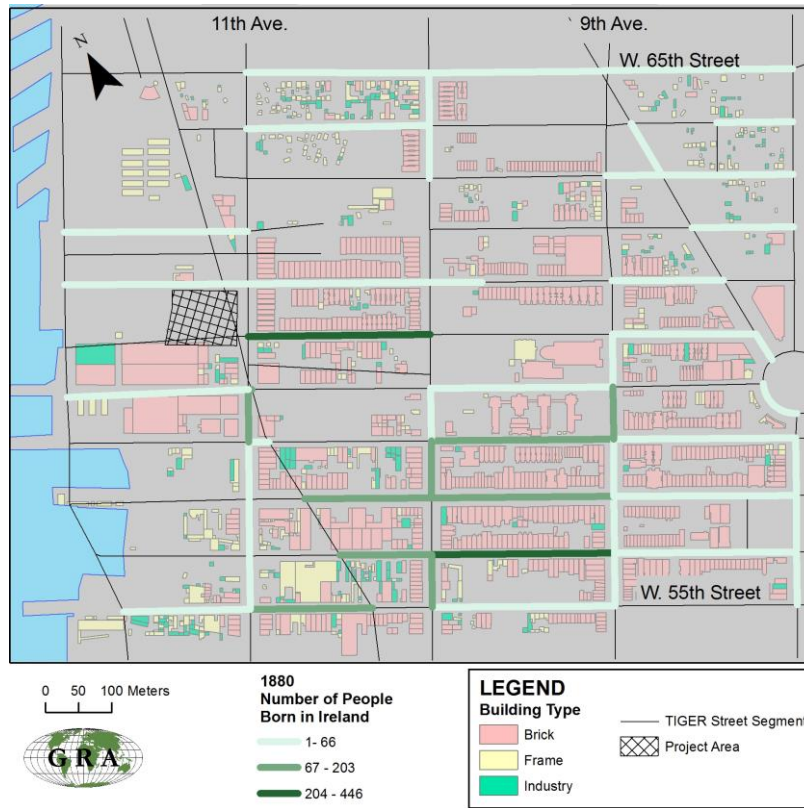 11th Ave.
9th Ave.
N
W. 65th Street
W. 55th Street
0 50 100 Meters
GRA
1880
Number of People
Born in Ireland
1- 66
67 - 203
204 - 446
LEGEND
Building Type
Brick
Frame
Industry
TIGER Street Segment
Project Area